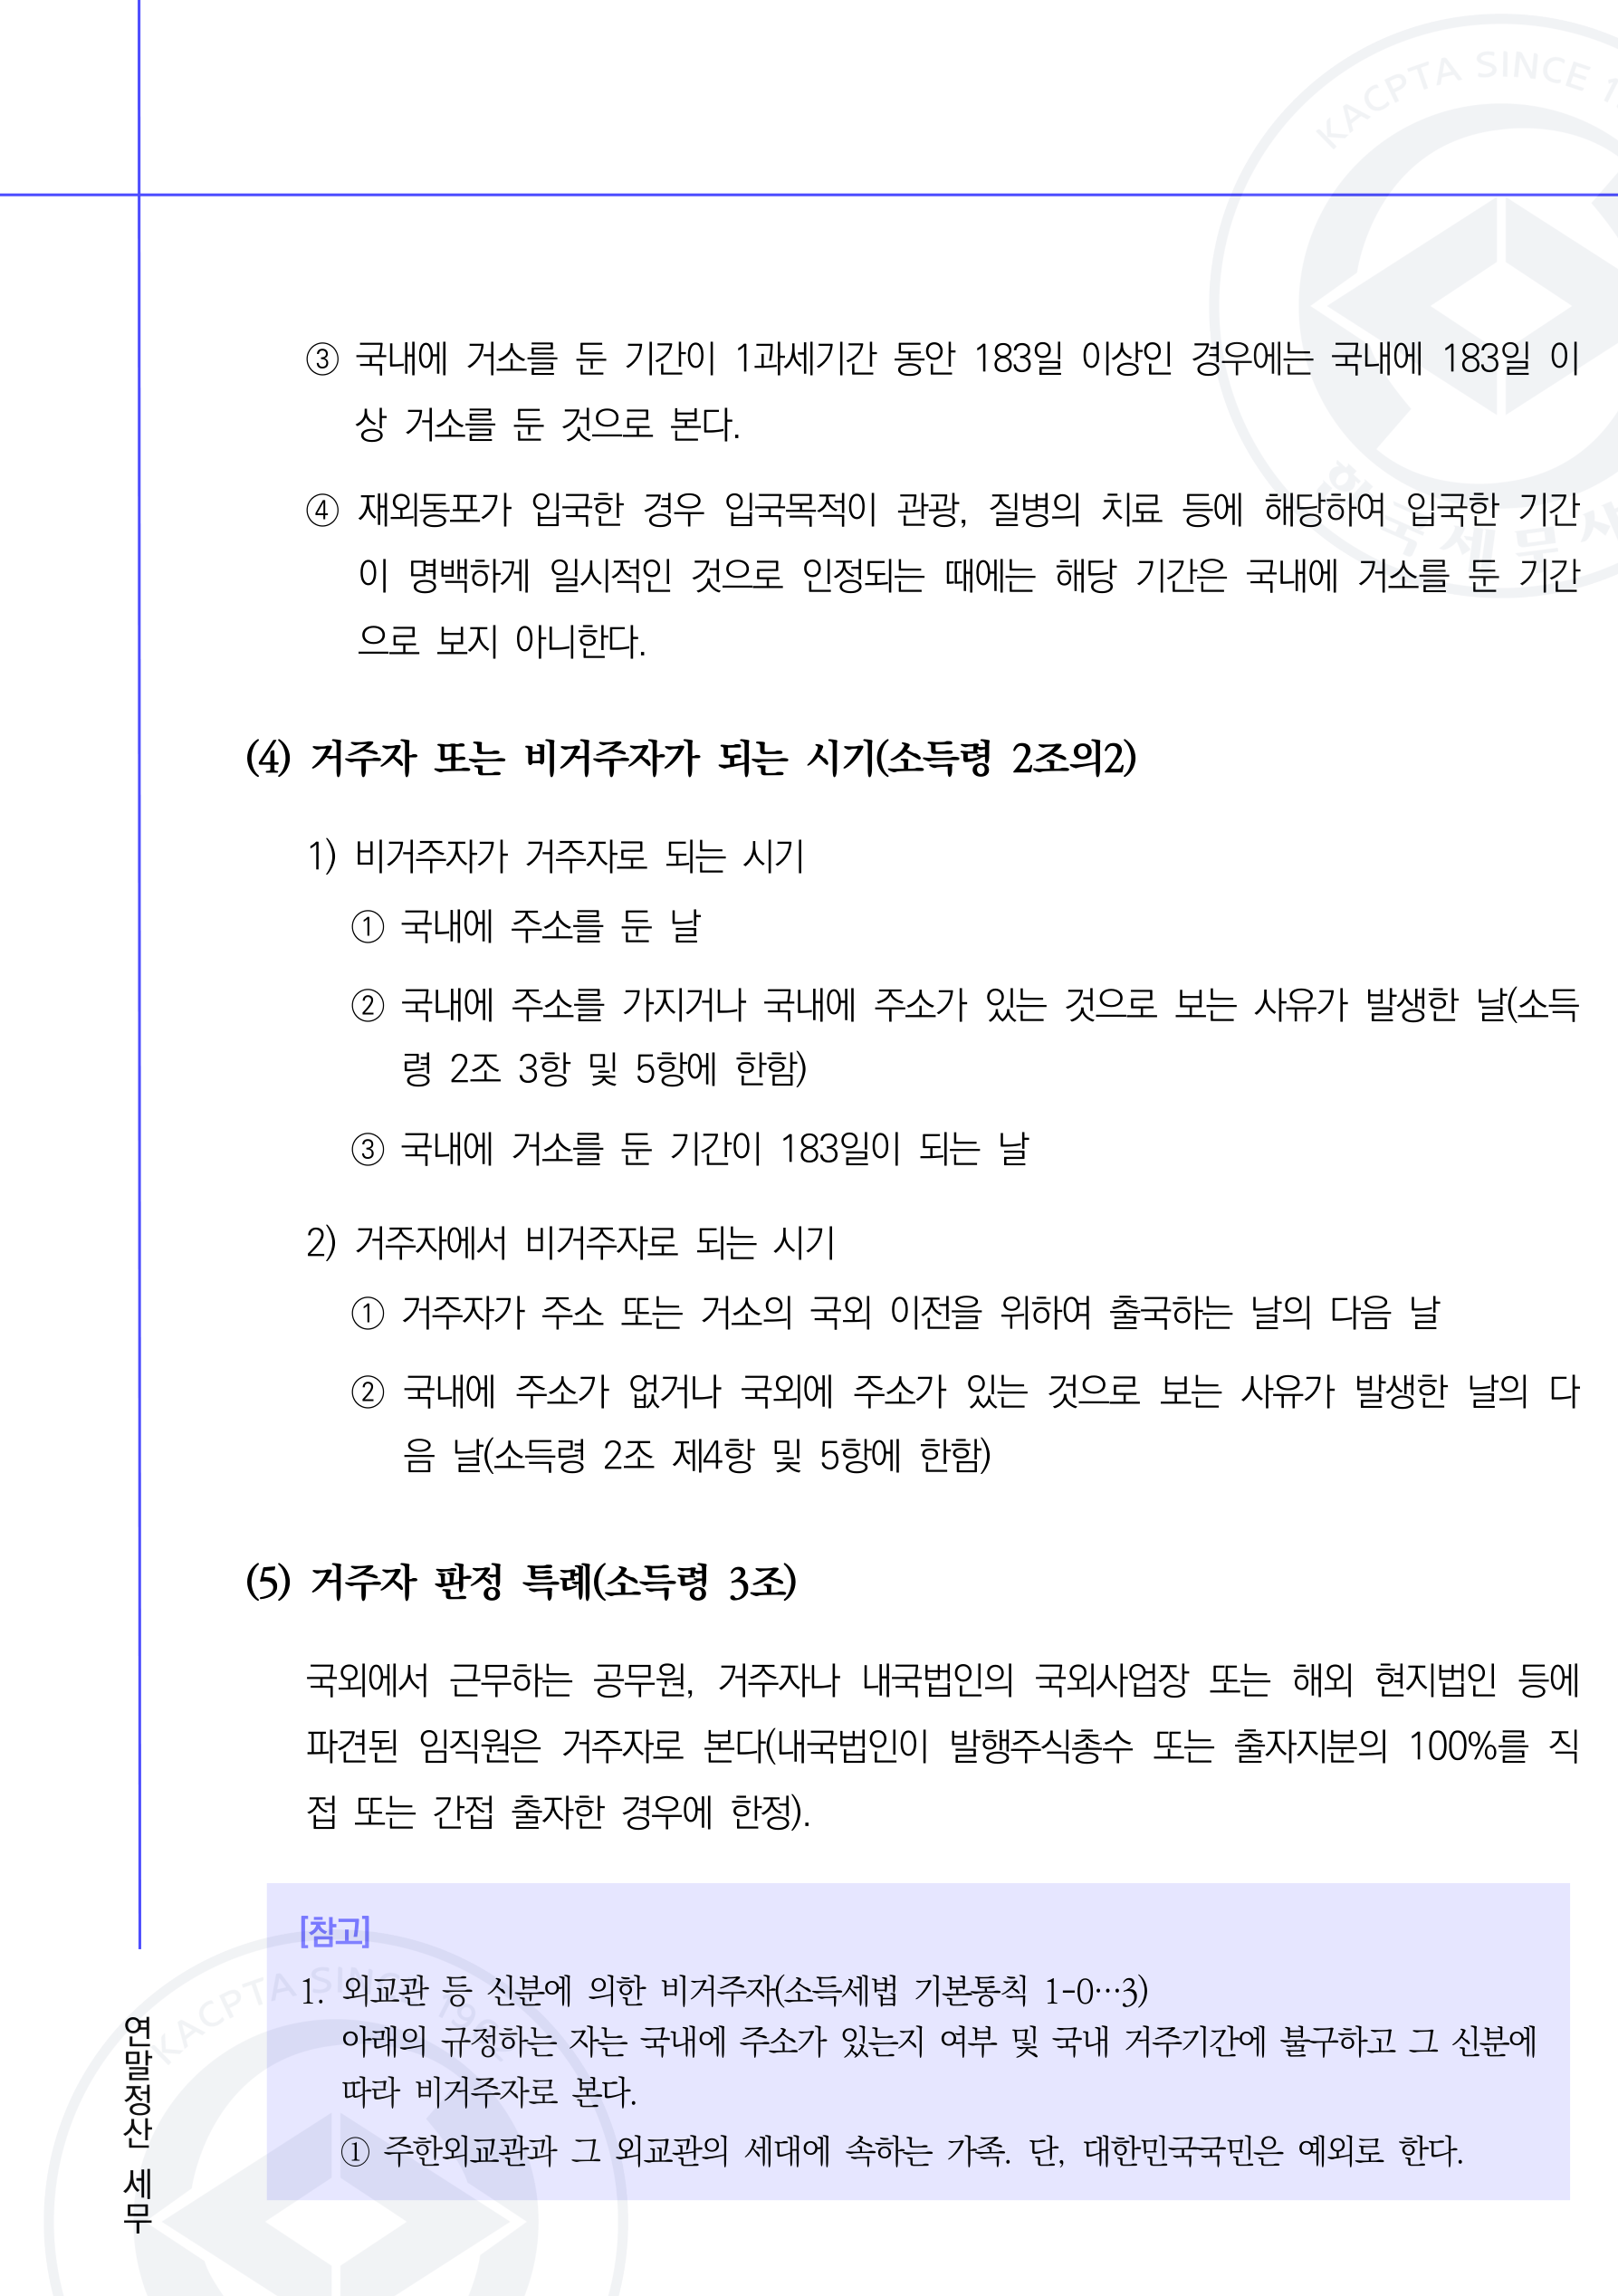 KACPTA SINCE 1
한국세무사
③ 국내에 거소를 둔 기간이 1과세기간 동안 183일 이상인 경우에는 국내에 183일 이
상 거소를 둔 것으로 본다.
④ 재외동포가 입국한 경우 입국목적이 관광, 질병의 치료 등에 해당하여 입국한 기간
이 명백하게 일시적인 것으로 인정되는 때에는 해당 기간은 국내에 거소를 둔 기간
으로 보지 아니한다.
(4) 거주자 또는 비거주자가 되는 시기(소득령 2조의2)
1) 비거주자가 거주자로 되는 시기
① 국내에 주소를 둔 날
② 국내에 주소를 가지거나 국내에 주소가 있는 것으로 보는 사유가 발생한 날(소득
령 2조 3항 및 5항에 한함)
③ 국내에 거소를 둔 기간이 183일이 되는 날
2) 거주자에서 비거주자로 되는 시기
① 거주자가 주소 또는 거소의 국외 이전을 위하여 출국하는 날의 다음 날
② 국내에 주소가 없거나 국외에 주소가 있는 것으로 보는 사유가 발생한 날의 다
음 날(소득령 2조 제4항 및 5항에 한함)
(5) 거주자 판정 특례(소득령 3조)
국외에서 근무하는 공무원, 거주자나 내국법인의 국외사업장 또는 해외 현지법인 등에
파견된 임직원은 거주자로 본다(내국법인이 발행주식총수 또는 출자지분의 100%를 직
접 또는 간접 출자한 경우에 한정).
[참고]
1. 외교관 등 신분에 의한 비거주자(소득세법 기본통칙 1-0…3)
아래의 규정하는 자는 국내에 주소가 있는지 여부 및 국내 거주기간에 불구하고 그 신분에
따라 비거주자로 본다.
① 주한외교관과 그 외교관의 세대에 속하는 가족. 단, 대한민국국민은 예외로 한다.
KACPTA SINCE
연말정산 세무